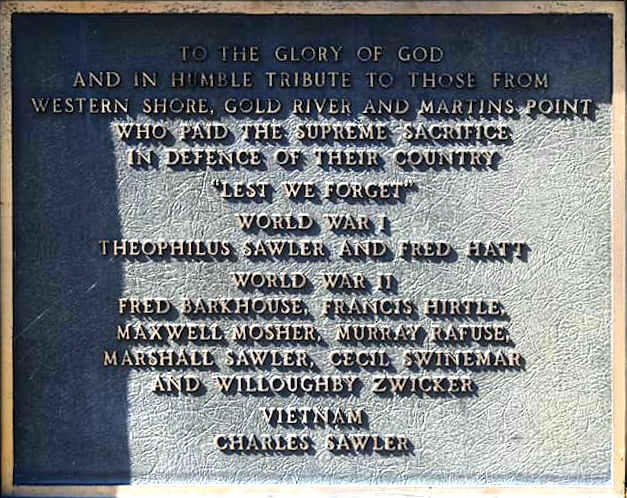 TO THE GLORY OF GOD
AND IN HUMBLE TRIBUTE TO THOSE FROM
WESTERN SHORE, GOLD RIVER AND MARTINS POINT
WHO PAID THE SUPREME SACRIFICE
IN DEFENCE OF THEIR COUNTRY
"LEST WE FORGET"
WORLD WAR I
THEOPHILUS SAWLER AND FRED HATT
WORLD WAR II
FRED BARKHOUSE, FRANCIS HIRTLE,
MAXWELL MOSHER, MURRAY RAFUSE,
MARSHALL SAWLER, CECIL SWINEMAR
AND WILLOUGHBY ZWICKER
VIETNAM
CHARLES SAWLER